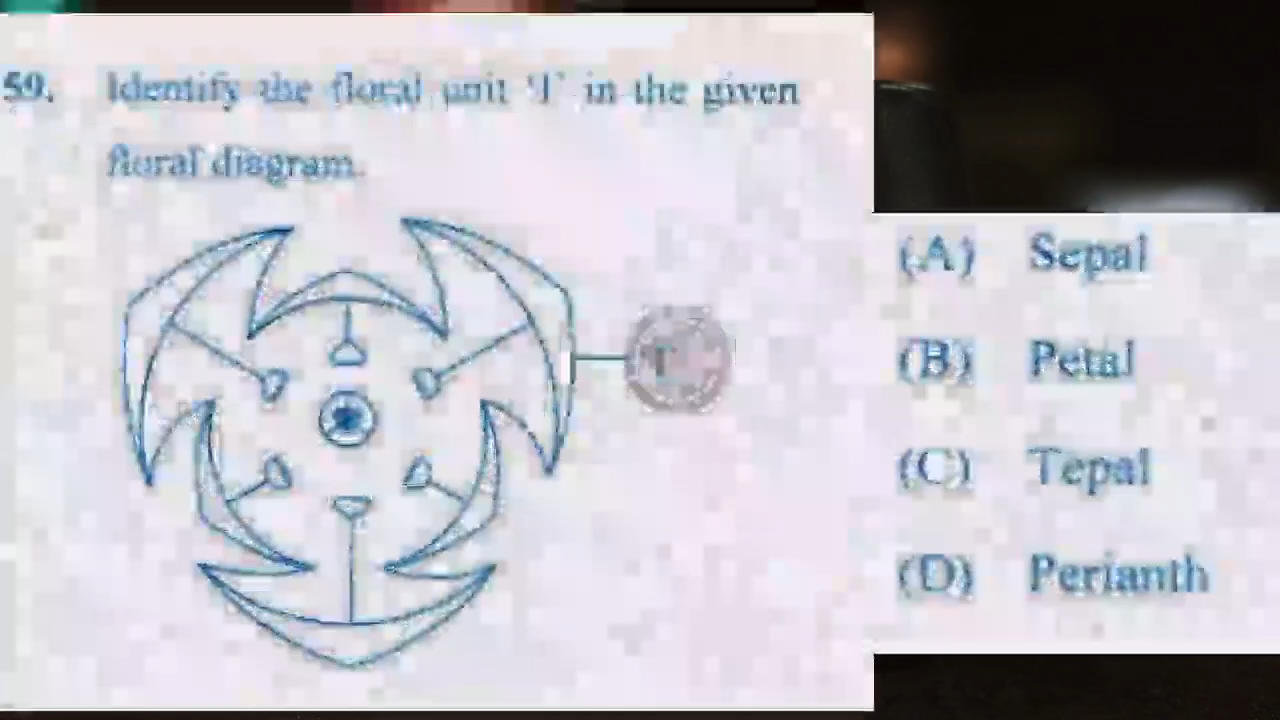 59. Identify the floral unit 'I' in the given
floral diagram.
(A) Sepal
(B) Petal
(C) Tepal
(D) Perianth